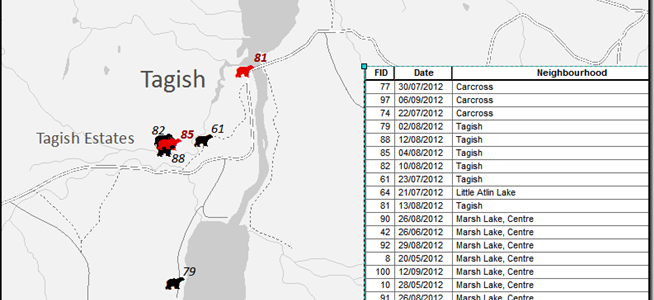 81
Tagish
82
85
61
Tagish Estates
88
79
FID Date Neighbourhood
77 30/07/2012 Carcross
97 06/09/2012 Carcross
74 22/07/2012 Carcross
79 02/08/2012 Tagish
88 12/08/2012 Tagish
85 04/08/2012 Tagish
82 10/08/2012 Tagish
61 23/07/2012 Tagish
64 21/07/2012 Little Atlin Lake
81 13/08/2012 Tagish
90 26/08/2012 Marsh Lake, Centre
42 26/06/2012 Marsh Lake, Centre
92 29/08/2012 Marsh Lake, Centre
8 20/05/2012 Marsh Lake, Centre
100 12/09/2012 Marsh Lake, Centre
10 28/05/2012 Marsh Lake, Centre
91 26/08/2012 Marsh Lake, Centre